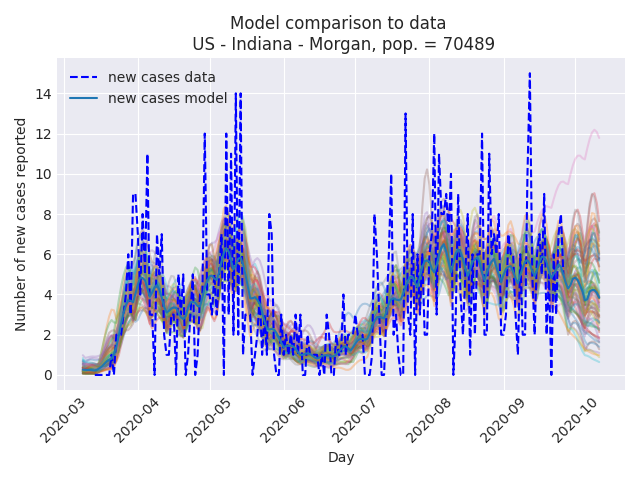 Model comparison to data
US - Indiana - Morgan, pop. = 70489
new cases data
new cases model
Number of new cases reported
14
12
10
8
6
4
2
0
2020-03
2020-04
2020-05
2020-06
2020-07
2020-08
2020-09
2020-10
Day